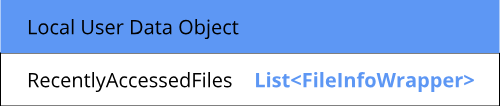 Local User Data Object
RecentlyAccessedFiles List<FileInfoWrapper>